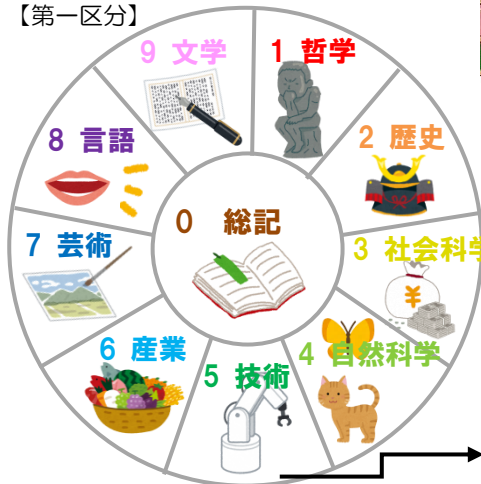 【第一区分】
0 総記
1 哲学
2 歴史
3 社会科学
4 自然科学
5 技術
6 産業
7 芸術
8 言語
9 文学
¥